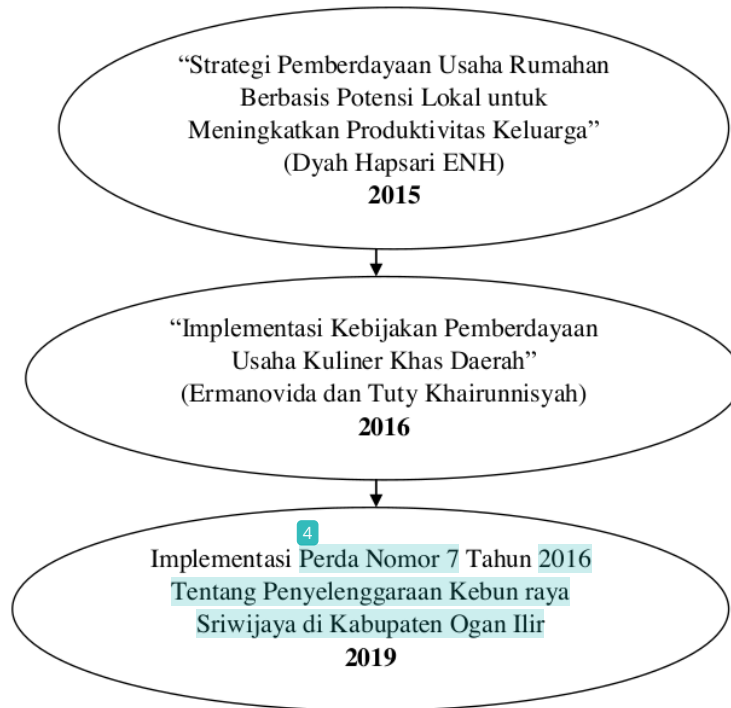 “Strategi Pemberdayaan Usaha Rumahan
Berbasis Potensi Lokal untuk
Meningkatkan Produktivitas Keluarga”
(Dyah Hapsari ENH)
2015
“Implementasi Kebijakan Pemberdayaan
Usaha Kuliner Khas Daerah”
(Ermanovida dan Tuty Khairunnisyah)
2016
4
Implementasi Perda Nomor 7 Tahun 2016
Tentang Penyelenggaraan Kebun raya
Sriwijaya di Kabupaten Ogan Ilir
2019